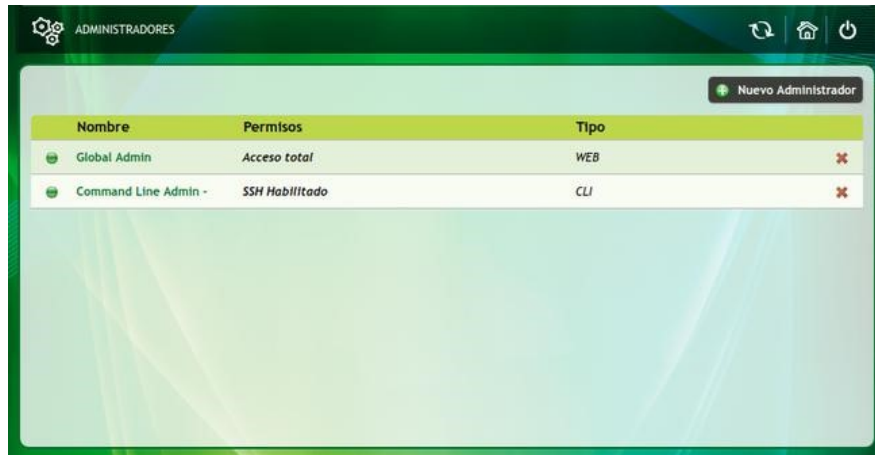 ADMINISTRADORES
Nuevo Administrador
Nombre Permisos Tipo
Global Admin Acceso total WEB
Command Line Admin - SSH Habilitado CLI